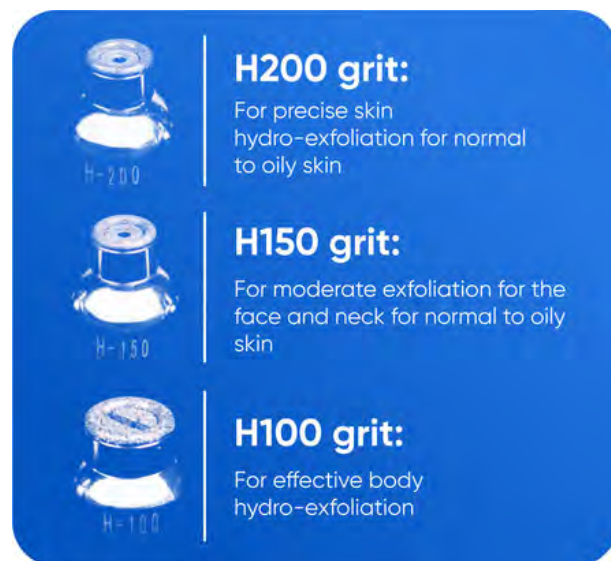 H200 grit:
For precise skin
hydro-exfoliation for normal
to oily skin
H-200
H150 grit:
For moderate exfoliation for the
face and neck for normal to oily
skin
H-150
H100 grit:
For effective body
hydro-exfoliation
H-100